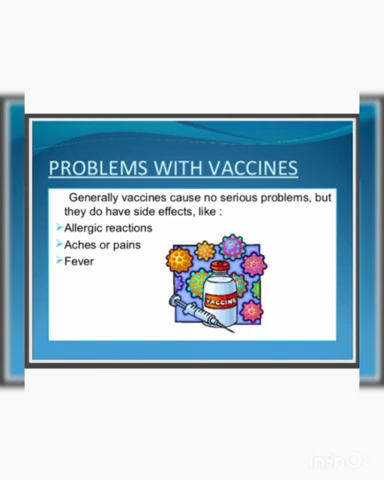 PROBLEMS WITH VACCINES
Generally vaccines cause no serious problems, but
they do have side effects, like :
Allergic reactions
Aches or pains
Fever
VACCINE
InShOt